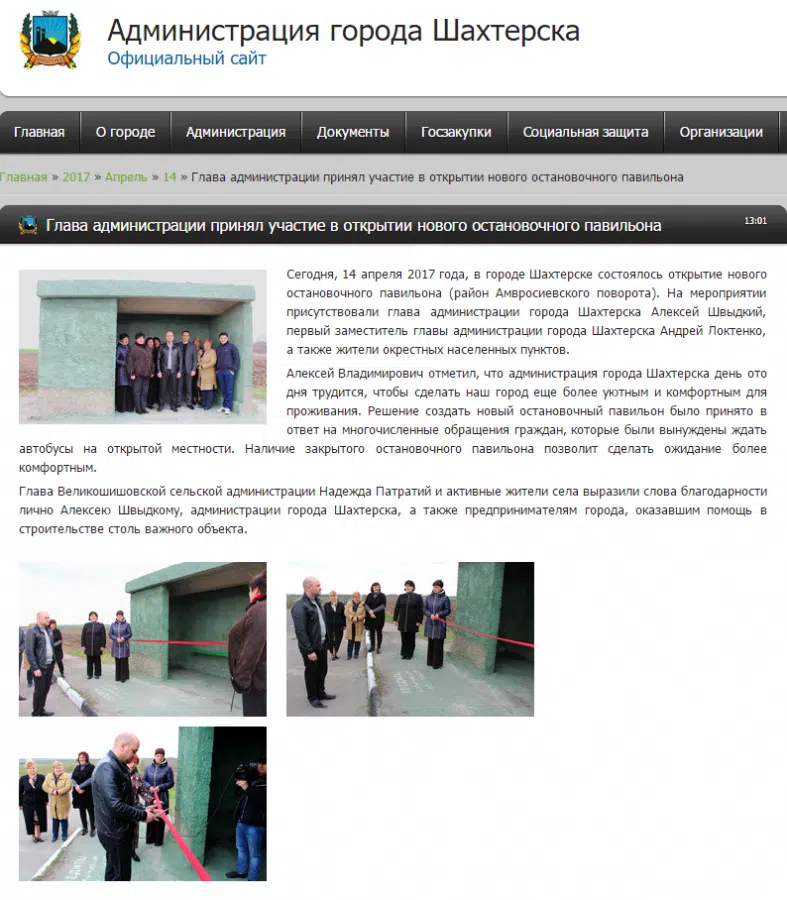 Администрация города Шахтерска
Официальный сайт
Главная О городе Администрация Документы Госзакупки Социальная защита Организации
Главная » 2017 » Апрель » 14 » Глава администрации принял участие в открытии нового остановочного павильона
Глава администрации принял участие в открытии нового остановочного павильона 13:01
Сегодня, 14 апреля 2017 года, в городе Шахтерске состоялось открытие нового
остановочного павильона (район Амвросиевского поворота). На мероприятии
присутствовали глава администрации города Шахтерска Алексей Швыдкий,
первый заместитель главы администрации города Шахтерска Андрей Локтенко,
а также жители окрестных населенных пунктов.
Алексей Владимирович отметил, что администрация города Шахтерска день ото
дня трудится, чтобы сделать наш город еще более уютным и комфортным для
проживания. Решение создать новый остановочный павильон было принято в
ответ на многочисленные обращения граждан, которые были вынуждены ждать
автобусы на открытой местности. Наличие закрытого остановочного павильона позволит сделать ожидание более
комфортным.
Глава Великошишовской сельской администрации Надежда Патратий и активные жители села выразили слова благодарности
лично Алексею Швыдкому, администрации города Шахтерска, а также предпринимателям города, оказавшим помощь в
строительстве столь важного объекта.